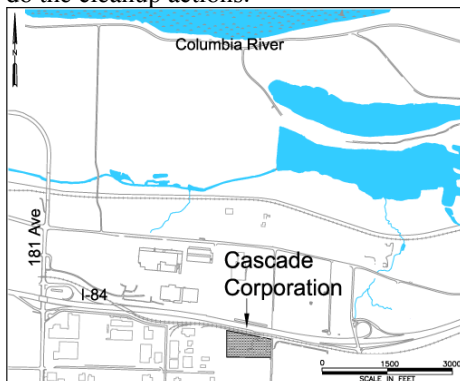 do the cleanup actions.
N
Columbia River
181 Ave
Cascade
Corporation
I-84
0 1500 3000
SCALE IN FEET